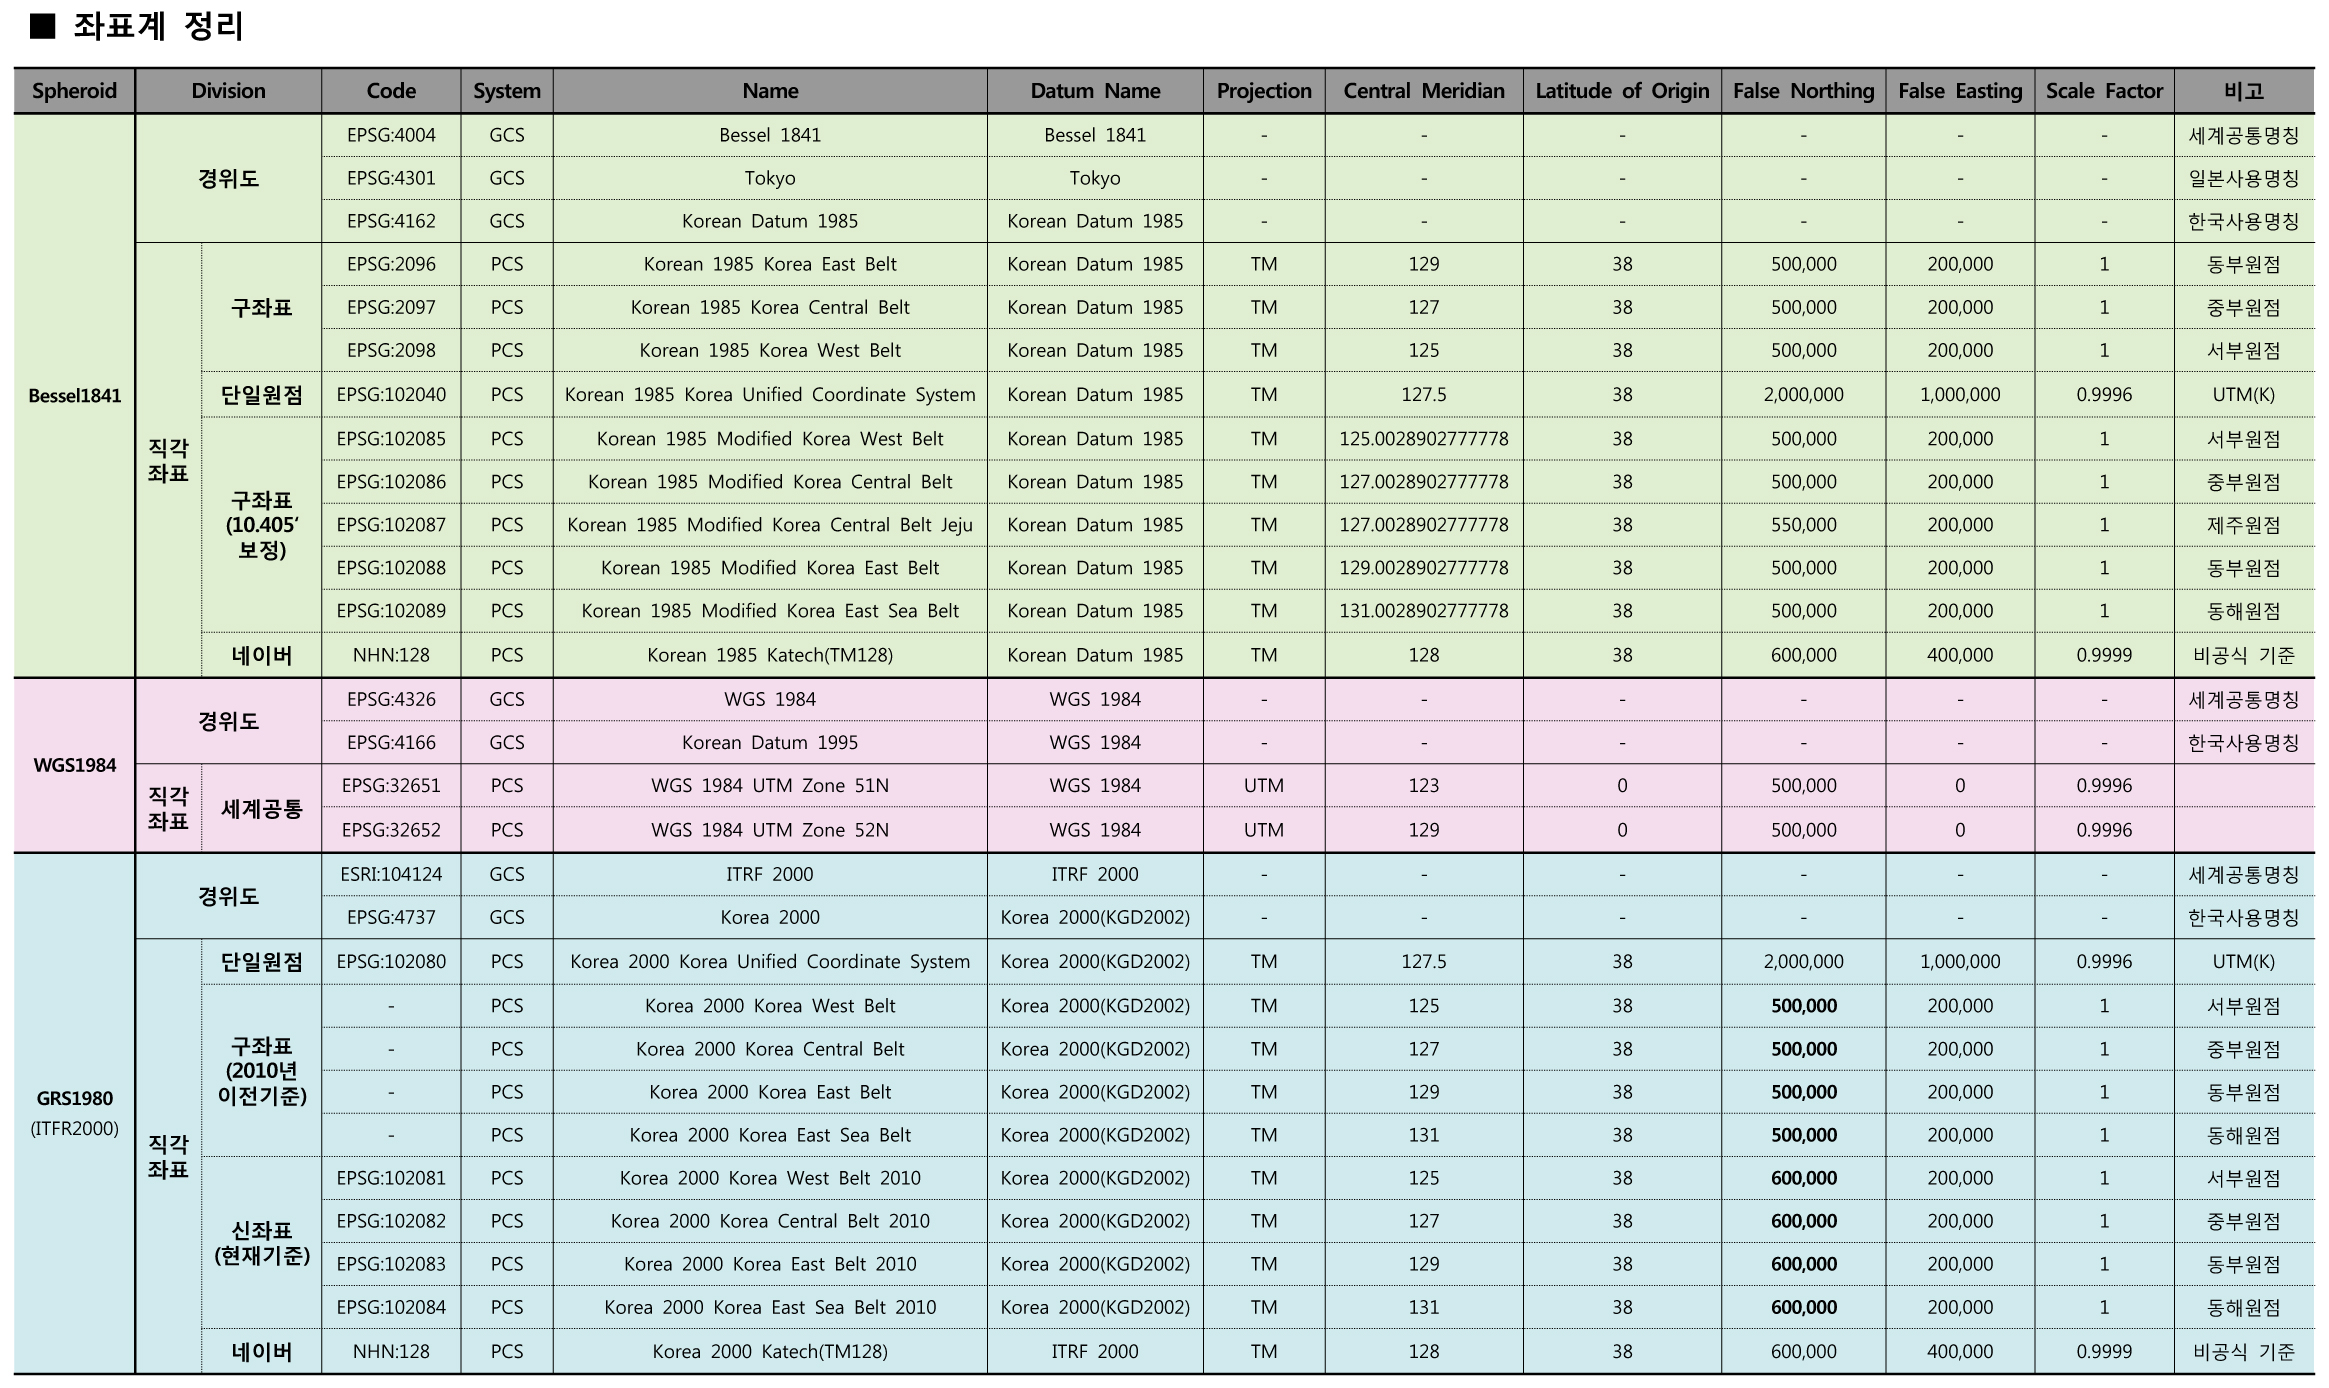 ■ 좌표계 정리
Spheroid Division Code System Name Datum Name Projection Central Meridian Latitude of Origin False Northing False Easting Scale Factor 비고
Bessel1841 경위도 EPSG:4004 GCS Bessel 1841 Bessel 1841 - - - - - - 세계공통명칭
EPSG:4301 GCS Tokyo Tokyo - - - - - - 일본사용명칭
EPSG:4162 GCS Korean Datum 1985 Korean Datum 1985 - - - - - - 한국사용명칭
직각
좌표
구좌표 EPSG:2096 PCS Korean 1985 Korea East Belt Korean Datum 1985 TM 129 38 500,000 200,000 1 동부원점
EPSG:2097 PCS Korean 1985 Korea Central Belt Korean Datum 1985 TM 127 38 500,000 200,000 1 중부원점
EPSG:2098 PCS Korean 1985 Korea West Belt Korean Datum 1985 TM 125 38 500,000 200,000 1 서부원점
단일원점 EPSG:102040 PCS Korean 1985 Korea Unified Coordinate System Korean Datum 1985 TM 127.5 38 2,000,000 1,000,000 0.9996 UTM(K)
구좌표
(10.405‘
보정)
EPSG:102085 PCS Korean 1985 Modified Korea West Belt Korean Datum 1985 TM 125.0028902777778 38 500,000 200,000 1 서부원점
EPSG:102086 PCS Korean 1985 Modified Korea Central Belt Korean Datum 1985 TM 127.0028902777778 38 500,000 200,000 1 중부원점
EPSG:102087 PCS Korean 1985 Modified Korea Central Belt Jeju Korean Datum 1985 TM 127.0028902777778 38 550,000 200,000 1 제주원점
EPSG:102088 PCS Korean 1985 Modified Korea East Belt Korean Datum 1985 TM 129.0028902777778 38 500,000 200,000 1 동부원점
EPSG:102089 PCS Korean 1985 Modified Korea East Sea Belt Korean Datum 1985 TM 131.0028902777778 38 500,000 200,000 1 동해원점
네이버 NHN:128 PCS Korean 1985 Katech(TM128) Korean Datum 1985 TM 128 38 600,000 400,000 0.9999 비공식 기준
WGS1984 경위도 EPSG:4326 GCS WGS 1984 WGS 1984 - - - - - - 세계공통명칭
EPSG:4166 GCS Korean Datum 1995 WGS 1984 - - - - - - 한국사용명칭
직각
좌표
세계공통 EPSG:32651 PCS WGS 1984 UTM Zone 51N WGS 1984 UTM 123 0 500,000 0 0.9996
EPSG:32652 PCS WGS 1984 UTM Zone 52N WGS 1984 UTM 129 0 500,000 0 0.9996
GRS1980
(ITFR2000)
경위도 ESRI:104124 GCS ITRF 2000 ITRF 2000 - - - - - - 세계공통명칭
EPSG:4737 GCS Korea 2000 Korea 2000(KGD2002) - - - - - - 한국사용명칭
직각
좌표
단일원점 EPSG:102080 PCS Korea 2000 Korea Unified Coordinate System Korea 2000(KGD2002) TM 127.5 38 2,000,000 1,000,000 0.9996 UTM(K)
구좌표
(2010년
이전기준)
- PCS Korea 2000 Korea West Belt Korea 2000(KGD2002) TM 125 38 500,000 200,000 1 서부원점
- PCS Korea 2000 Korea Central Belt Korea 2000(KGD2002) TM 127 38 500,000 200,000 1 중부원점
- PCS Korea 2000 Korea East Belt Korea 2000(KGD2002) TM 129 38 500,000 200,000 1 동부원점
- PCS Korea 2000 Korea East Sea Belt Korea 2000(KGD2002) TM 131 38 500,000 200,000 1 동해원점
신좌표
(현재기준)
EPSG:102081 PCS Korea 2000 Korea West Belt 2010 Korea 2000(KGD2002) TM 125 38 600,000 200,000 1 서부원점
EPSG:102082 PCS Korea 2000 Korea Central Belt 2010 Korea 2000(KGD2002) TM 127 38 600,000 200,000 1 중부원점
EPSG:102083 PCS Korea 2000 Korea East Belt 2010 Korea 2000(KGD2002) TM 129 38 600,000 200,000 1 동부원점
EPSG:102084 PCS Korea 2000 Korea East Sea Belt 2010 Korea 2000(KGD2002) TM 131 38 600,000 200,000 1 동해원점
네이버 NHN:128 PCS Korea 2000 Katech(TM128) ITRF 2000 TM 128 38 600,000 400,000 0.9999 비공식 기준